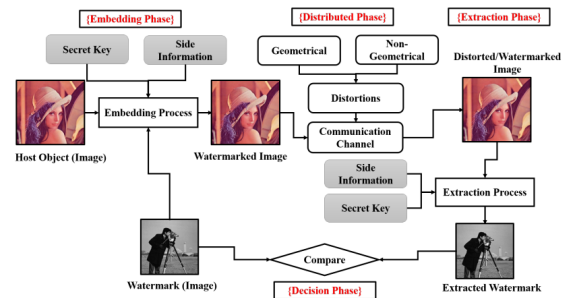 {Embedding Phase}
{Distributed Phase}
{Extraction Phase}
Secret Key
Side
Information
Geometrical
Non-
Geometrical
Distorted/Watermarked
Image
Embedding Process
Distortions
Communication
Channel
Host Object (Image)
Watermarked Image
Side
Information
Secret Key
Extraction Process
Compare
Watermark (Image)
Extracted Watermark
{Decision Phase}